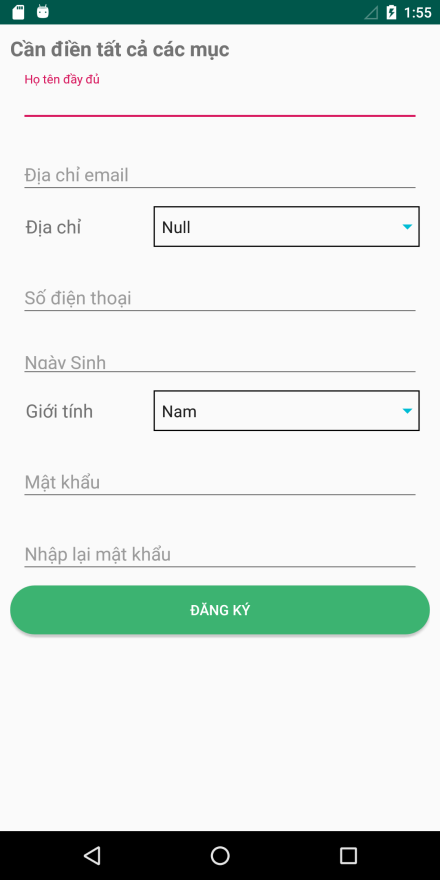 1:55
Cần điền tất cả các mục
Họ tên đầy đủ
Địa chỉ email
Địa chỉ Null
Số điện thoại
Ngày Sinh
Giới tính Nam
Mật khẩu
Nhập lại mật khẩu
ĐĂNG KÝ